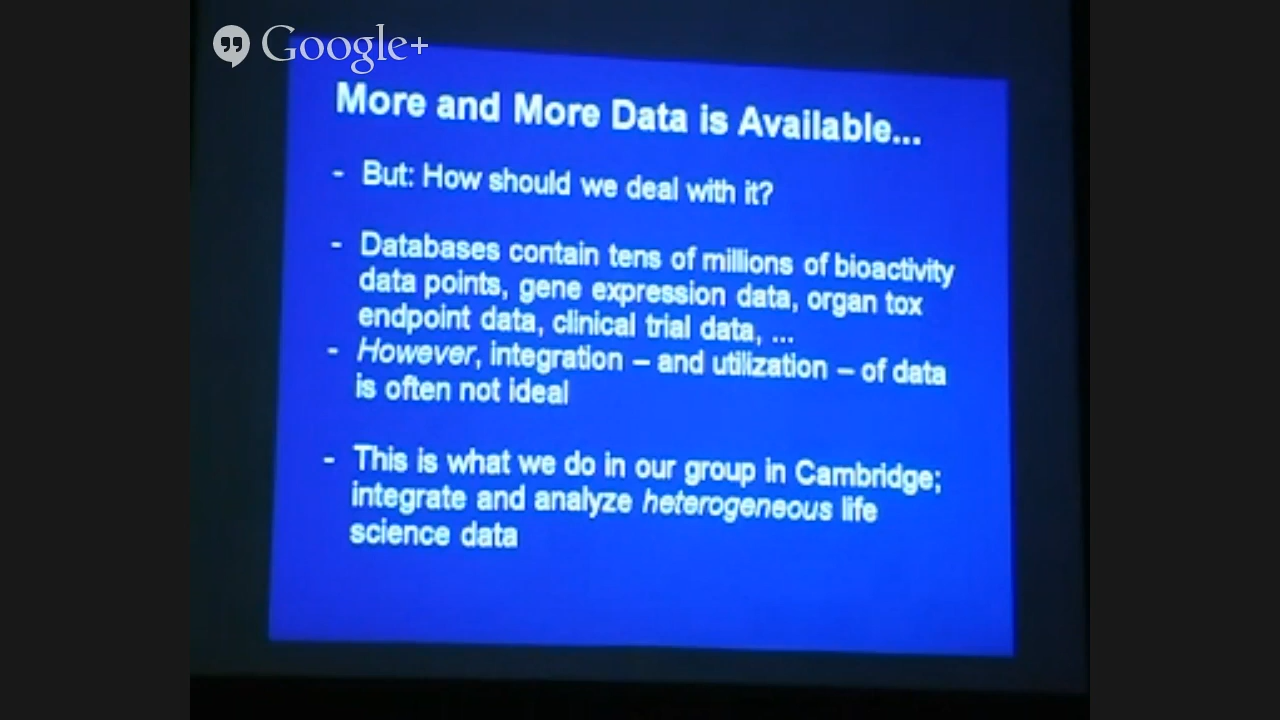 Google+
More and More Data is Available...
- But: How should we deal with it?
- Databases contain tens of millions of bioactivity
data points, gene expression data, organ tox
endpoint data, clinical trial data, ...
- However, integration – and utilization – of data
is often not ideal
- This is what we do in our group in Cambridge;
integrate and analyze heterogeneous life
science data